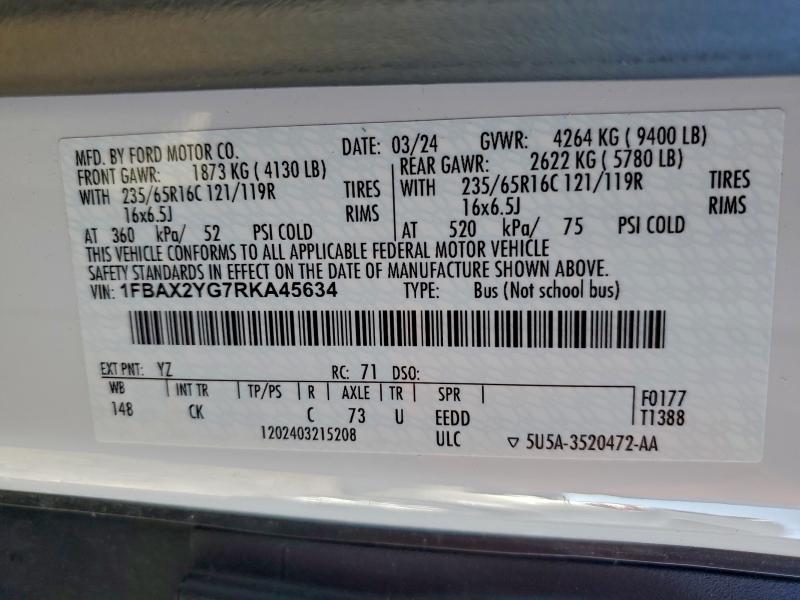 MFD. BY FORD MOTOR CO. DATE: 03/24 GVWR: 4264 KG ( 9400 LB)
FRONT GAWR: 1873 KG ( 4130 LB) REAR GAWR: 2622 KG ( 5780 LB)
WITH 235/65R16C 121/119R TIRES WITH 235/65R16C 121/119R TIRES
16x6.5J RIMS 16x6.5J RIMS
AT 360 kPa/ 52 PSI COLD AT 520 kPa/ 75 PSI COLD
THIS VEHICLE CONFORMS TO ALL APPLICABLE FEDERAL MOTOR VEHICLE
SAFETY STANDARDS IN EFFECT ON THE DATE OF MANUFACTURE SHOWN ABOVE.
VIN: 1FBAX2YG7RKA45634 TYPE: Bus (Not school bus)
EXT PNT: YZ RC: 71 DSO:
WB INT TR TP/PS R AXLE TR SPR F0177
148 CK C 73 U EEDD T1388
1202403215208 ULC ▽ 5U5A-3520472-AA